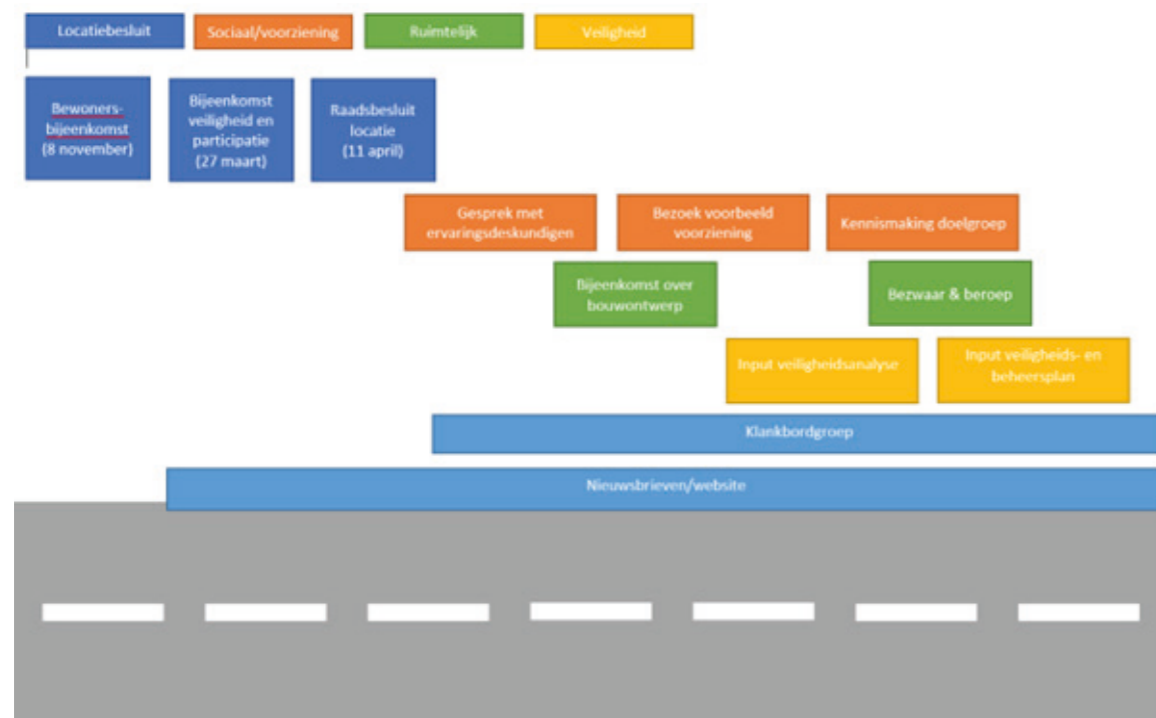 Locatiebesluit
Sociaal/voorziening
Ruimtelijk
Veiligheid
Bewoners-
bijeenkomst
(8 november)
Bijeenkomst
veiligheid en
participatie
(27 maart)
Raadsbesluit
locatie
(11 april)
Gesprek met
ervaringsdeskundigen
Bezoek voorbeeld
voorziening
Kennismaking doelgroep
Bijeenkomst over
bouwontwerp
Bezwaar & beroep
Input veiligheidsanalyse
Input veiligheids- en
beheersplan
Klankbordgroep
Nieuwsbrieven/website